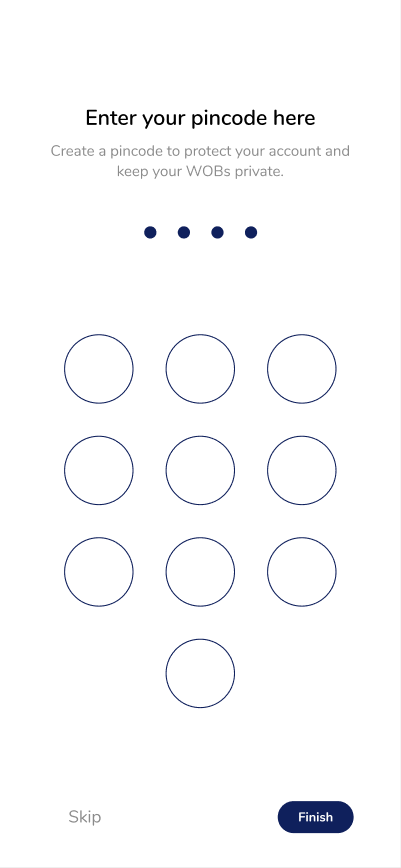 Enter your pincode here
Create a pincode to protect your account and
keep your WOBs private.
Skip
Finish